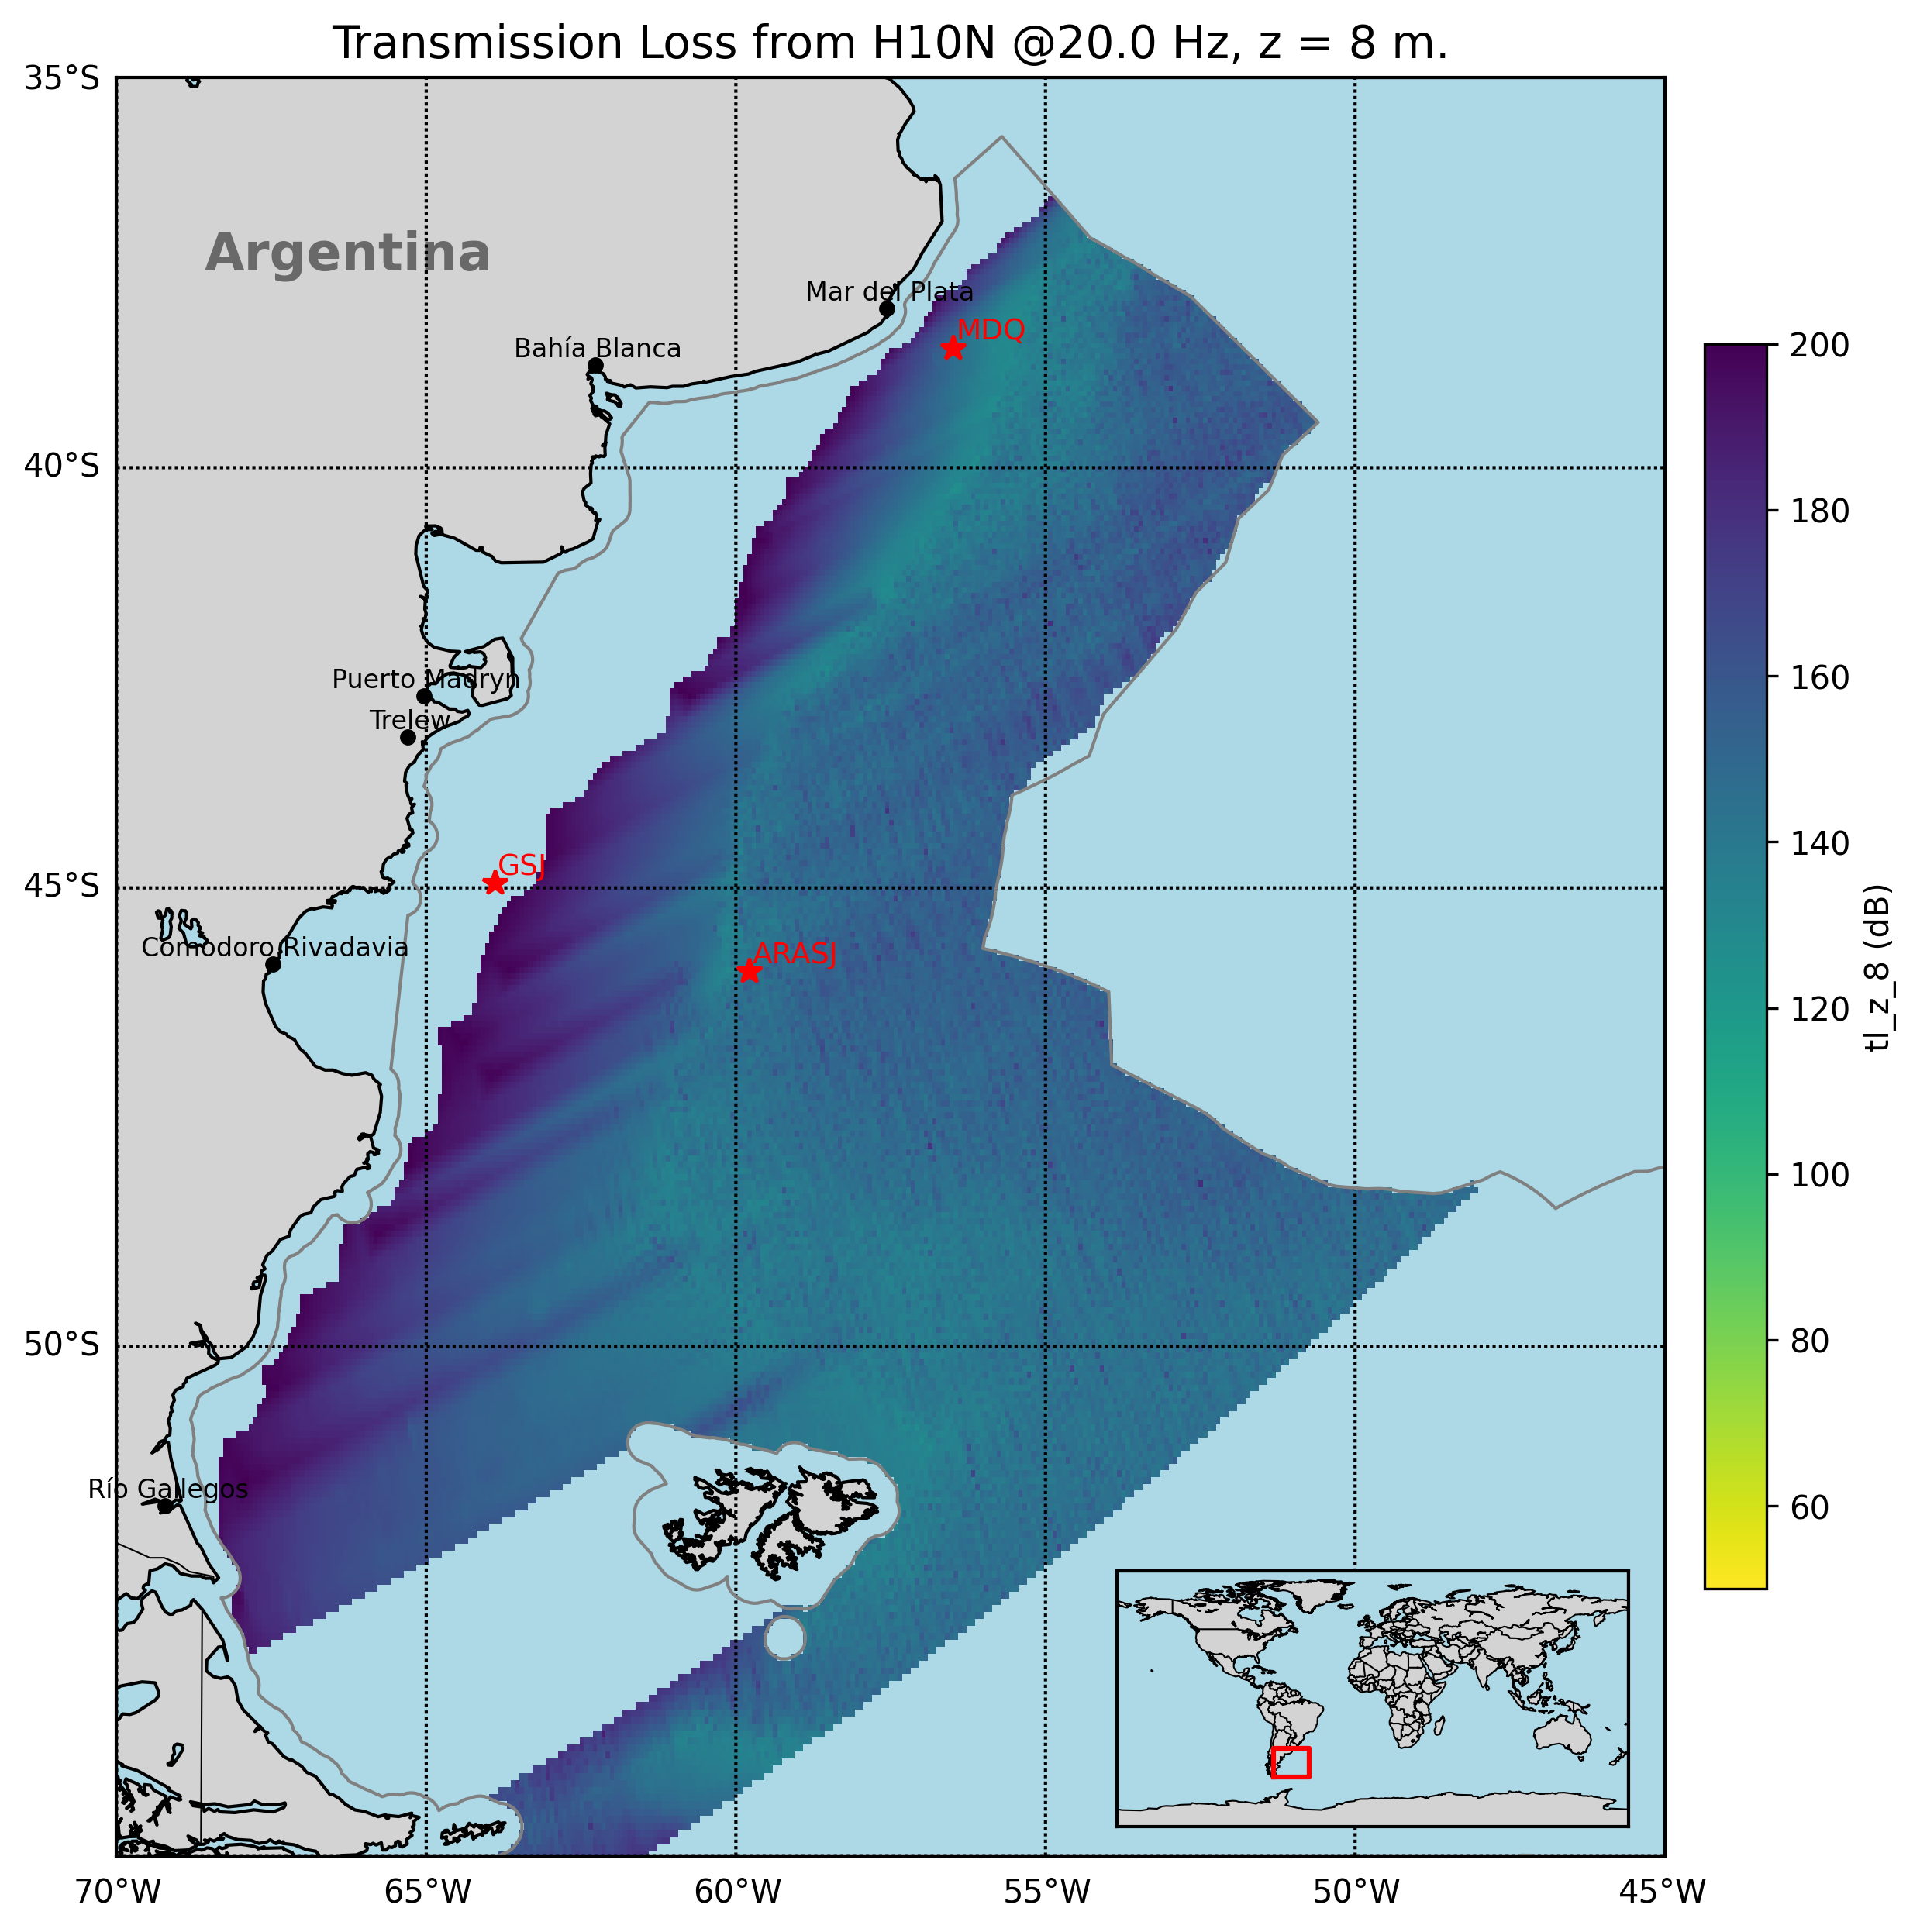 Transmission Loss from H10N @20.0 Hz, z = 8 m.
35°S
Argentina
Mar del Plata
MDQ
Bahía Blanca
200
40°S
180
160
Puerto Madryn
Trelew
140
GSJ
45°S
tl_z_8 (dB)
Comodoro Rivadavia
ARASJ
120
100
50°S
80
Río Gallegos
60
70°W
65°W
60°W
55°W
50°W
45°W